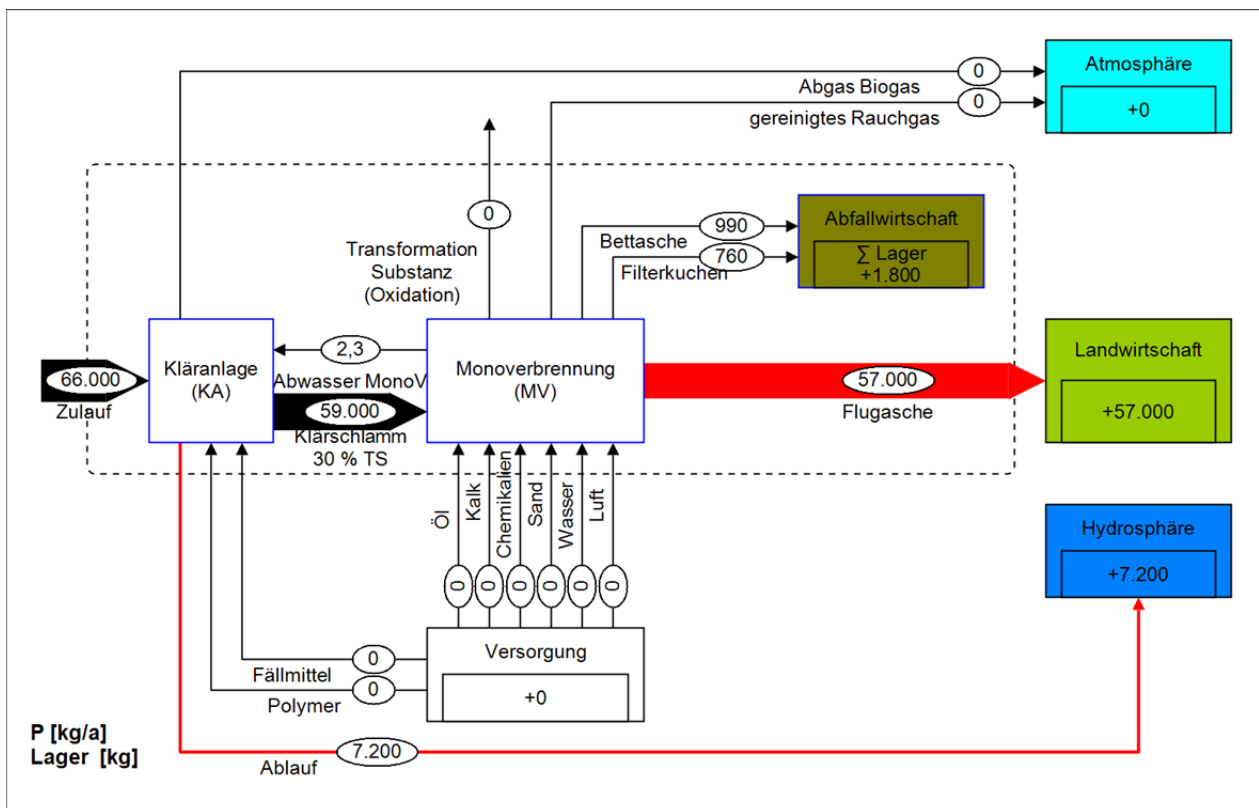 0
Abgas Biogas
0
gereinigtes Rauchgas
Atmosphäre
+0
0
Transformation
Substanz
(Oxidation)
990
Bettasche
760
Filterkuchen
Abfallwirtschaft
∑ Lager
+1.800
66.000
Zulauf
Kläranlage
(KA)
2,3
Abwasser MonoV
59.000
Klärschlamm
30 % TS
Monoverbrennung
(MV)
57.000
Flugasche
Landwirtschaft
+57.000
Öl
Kalk
Chemikalien
Sand
Wasser
Luft
0
0
0
0
0
0
Hydrosphäre
+7.200
Versorgung
+0
0
Fällmittel
0
Polymer
P [kg/a]
Lager [kg]
7.200
Ablauf